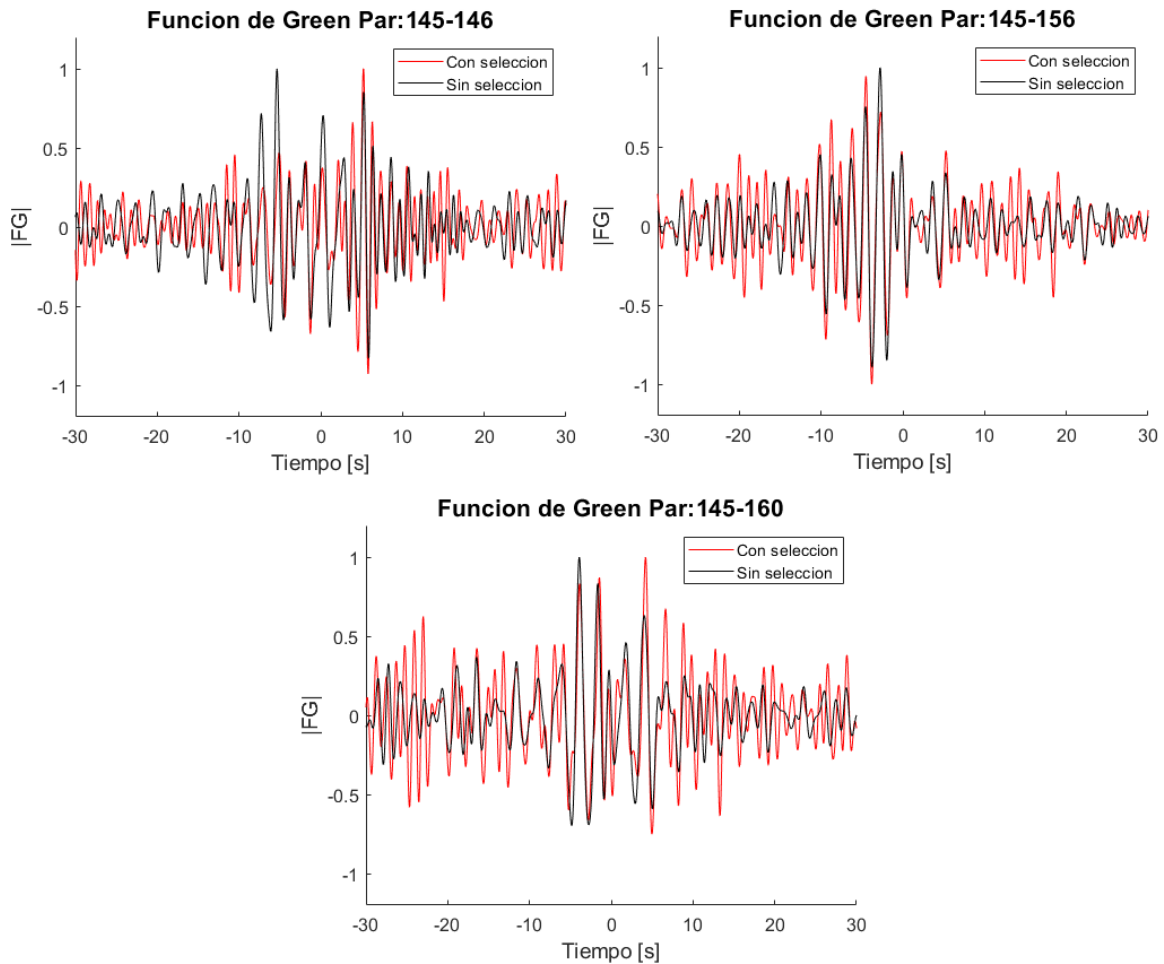 Funcion de Green Par:145-146
Con seleccion
Sin seleccion
1
0.5
0
-0.5
-1
|FG|
-30
-20
-10
0
10
20
30
Tiempo [s]
Funcion de Green Par:145-156
Con seleccion
Sin seleccion
1
0.5
0
-0.5
-1
|FG|
-30
-20
-10
0
10
20
30
Tiempo [s]
Funcion de Green Par:145-160
Con seleccion
Sin seleccion
1
0.5
0
-0.5
-1
|FG|
-30
-20
-10
0
10
20
30
Tiempo [s]